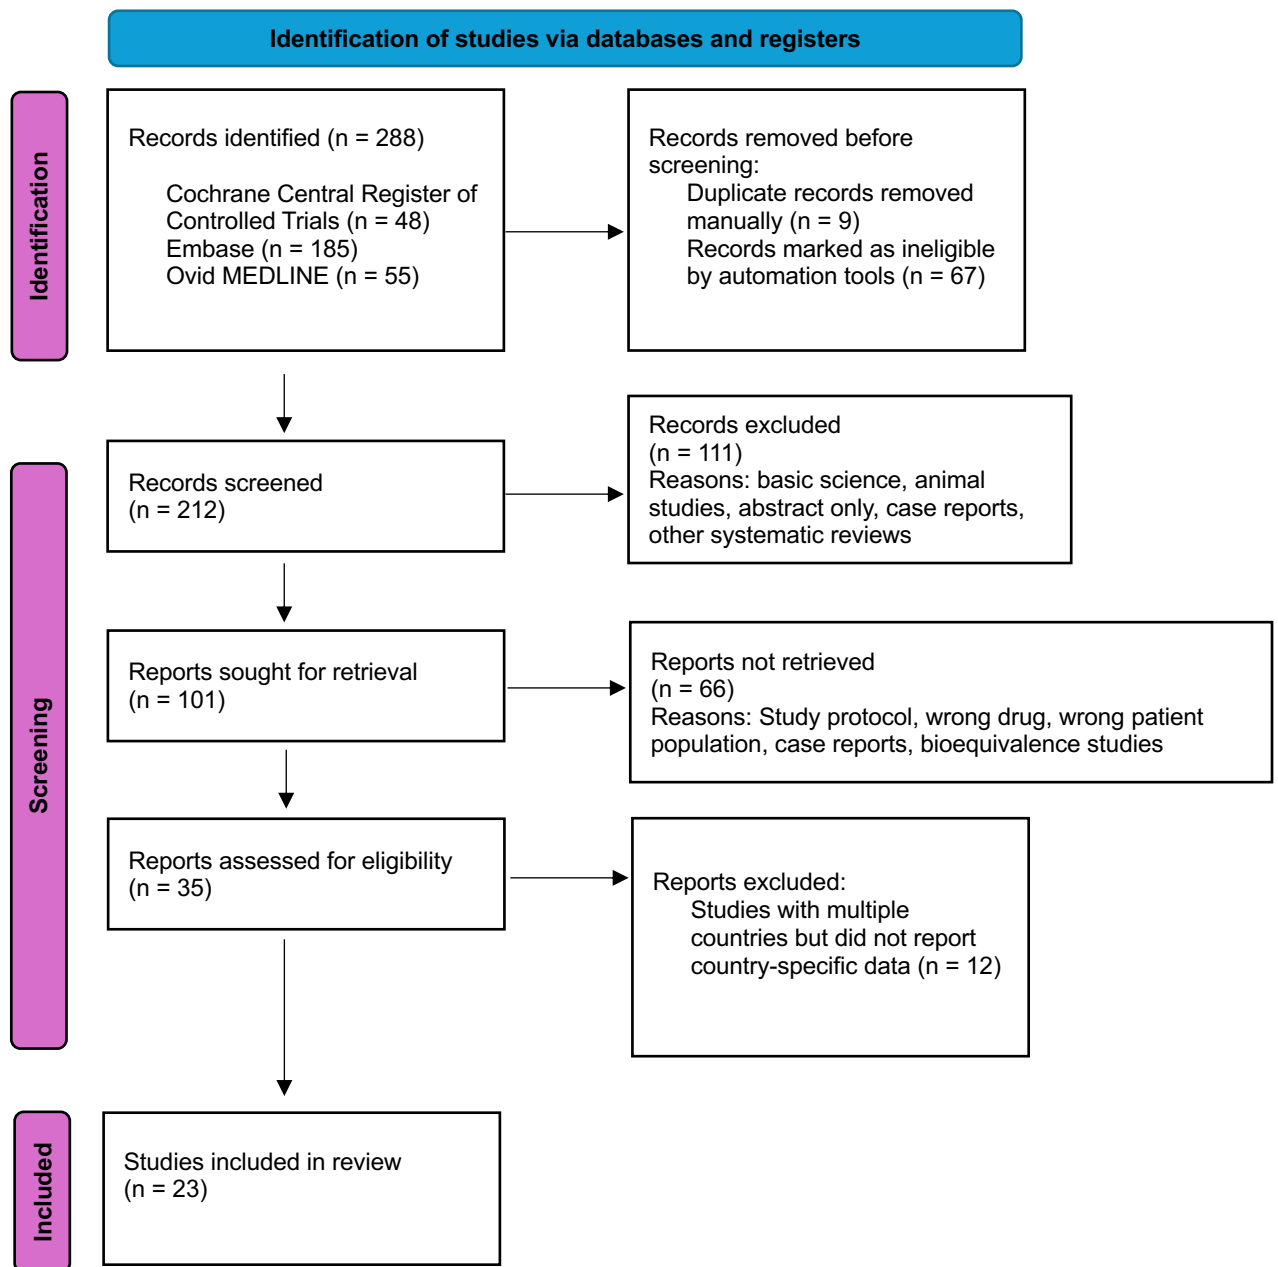 Identification of studies via databases and registers
Identification
Records identified (n = 288)
Cochrane Central Register of
Controlled Trials (n = 48)
Embase (n = 185)
Ovid MEDLINE (n = 55)
Records removed before
screening:
Duplicate records removed
manually (n = 9)
Records marked as ineligible
by automation tools (n = 67)
Screening
Records screened
(n = 212)
Records excluded
(n = 111)
Reasons: basic science, animal
studies, abstract only, case reports,
other systematic reviews
Reports sought for retrieval
(n = 101)
Reports not retrieved
(n = 66)
Reasons: Study protocol, wrong drug, wrong patient
population, case reports, bioequivalence studies
Reports assessed for eligibility
(n = 35)
Reports excluded:
Studies with multiple
countries but did not report
country-specific data (n = 12)
Included
Studies included in review
(n = 23)